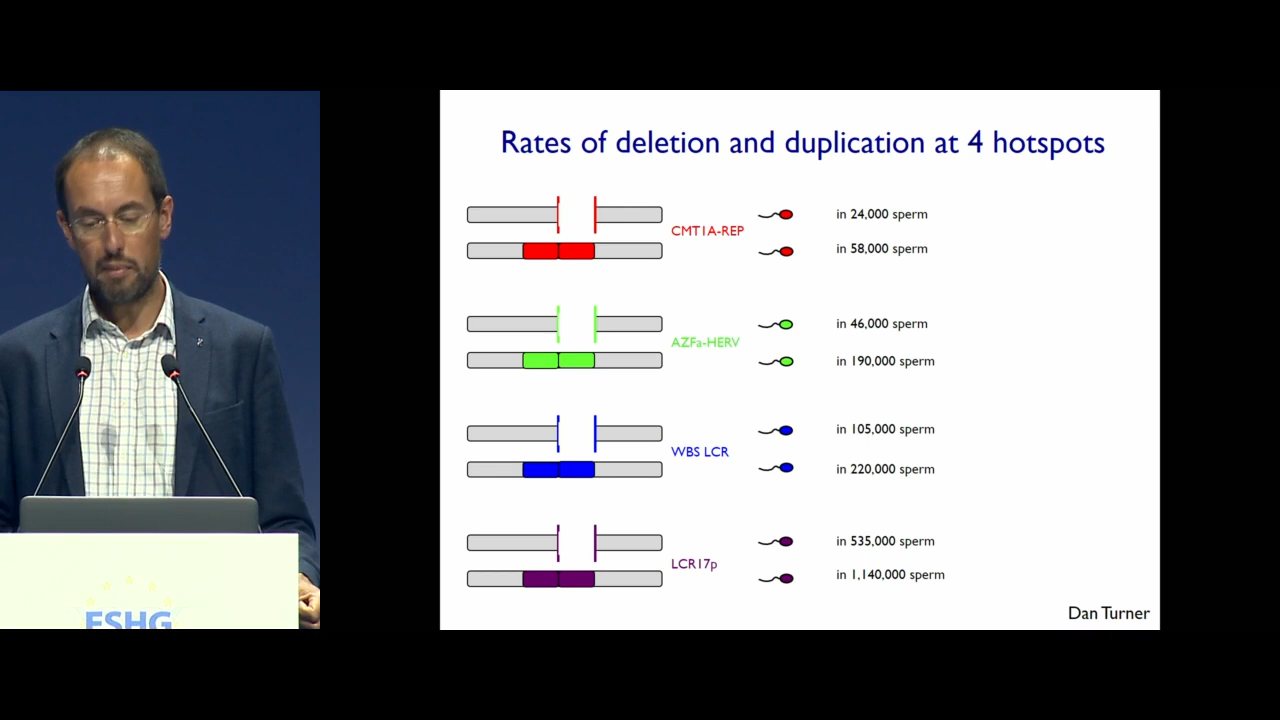 Rates of deletion and duplication at 4 hotspots
in 24,000 sperm
CMT1A-REP
in 58,000 sperm
in 46,000 sperm
AZFa-HERV
in 190,000 sperm
in 105,000 sperm
WBS LCR
in 220,000 sperm
in 535,000 sperm
LCR17p
in 1,140,000 sperm
Dan Turner
ESHG